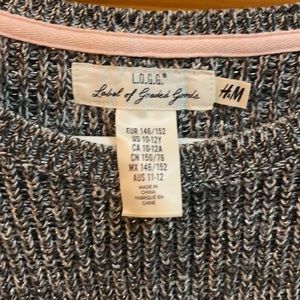 L.O.G.G.®
Label of Graded Goods
H&M
EUR 146/152
US 10-12Y
CA 10-12A
CN 150/76
MX 146/152
AUS 11-12
MADE IN
CHINA
FABRIQUÉ EN
CHINE